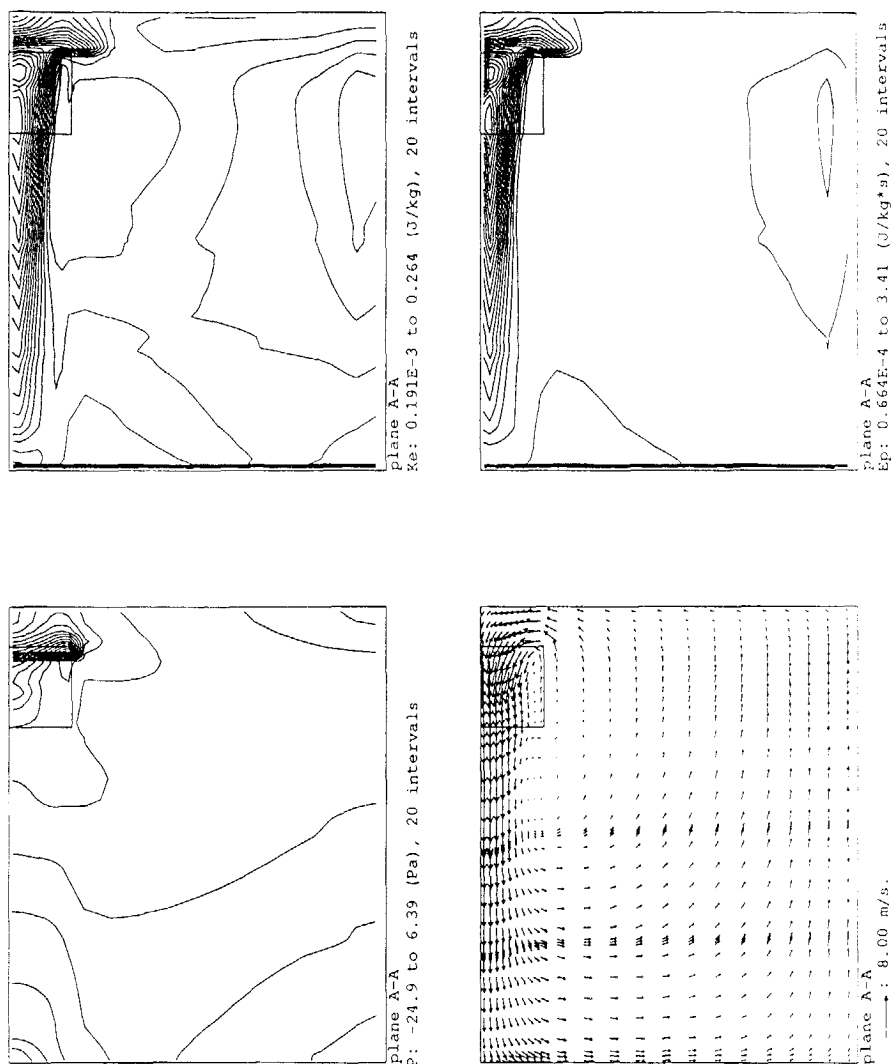 plane A-A
Ke: 0.191E-3 to 0.264 (J/kg), 20 intervals
plane A-A
Ep: 0.664E-4 to 3.41 (J/kg*s), 20 intervals
plane A-A
P: -24.9 to 6.39 (Pa), 20 intervals
plane A-A
: 8.00 m/s.